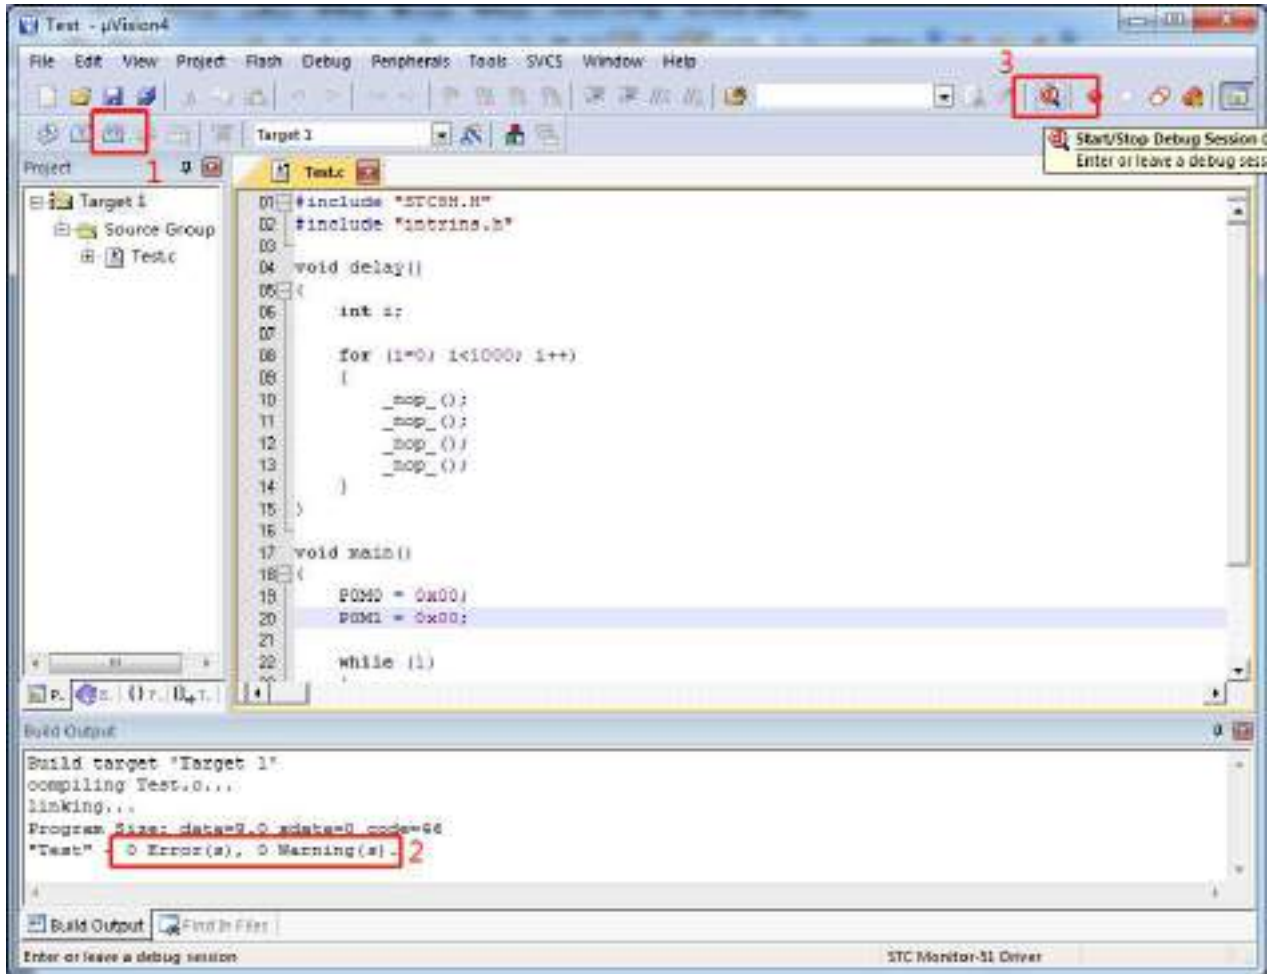 Test - µVision4
File Edit View Project Flash Debug Peripherals Tools SVCS Window Help
3
Target 1
Start/Stop Debug Session
Enter or leave a debug sess
Project
1
Test.c
Target 1
Source Group
Test.c
01 #include "STC8H.H"
02 #include "intrins.h"
03
04 void delay()
05 {
06 int i;
07
08 for (i=0; i<1000; i++)
09 {
10 _nop_();
11 _nop_();
12 _nop_();
13 _nop_();
14 }
15 }
16
17 void main()
18 {
19 P0M0 = 0x00;
20 P0M1 = 0x00;
21
22 while (1)
Build Output
Build target 'Target 1'
compiling Test.c...
linking...
Program Size: data=9.0 xdata=0 code=66
"Test" - 0 Error(s), 0 Warning(s).
2
Build Output Find In Files
Enter or leave a debug session STC Monitor-51 Driver